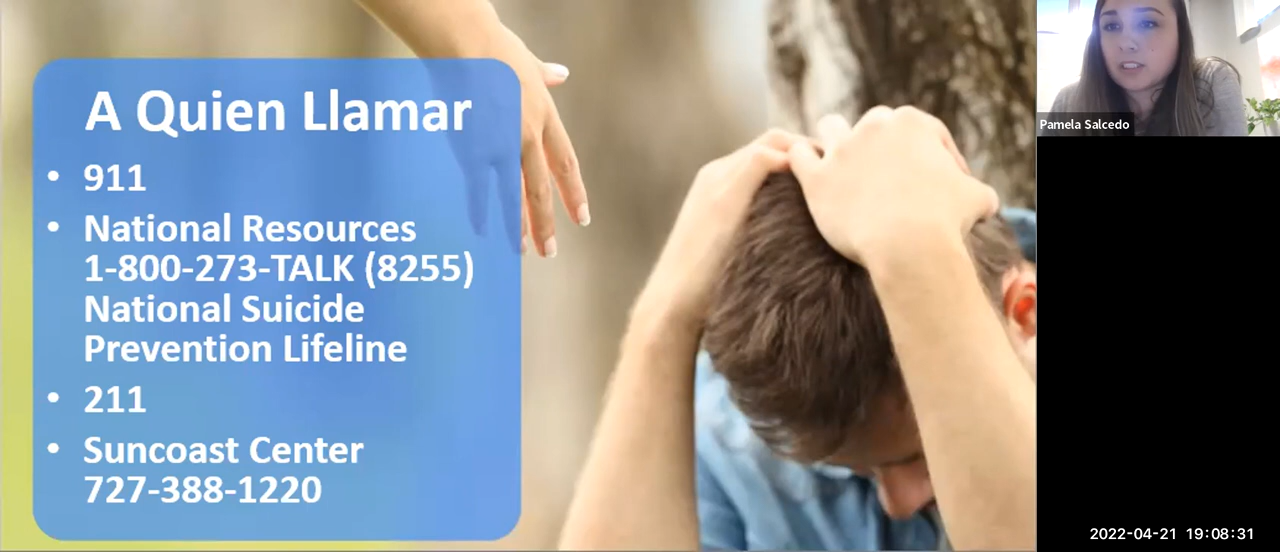 A Quien Llamar
• 911
• National Resources
1-800-273-TALK (8255)
National Suicide
Prevention Lifeline
• 211
• Suncoast Center
727-388-1220
Pamela Salcedo
2022-04-21 19:08:31